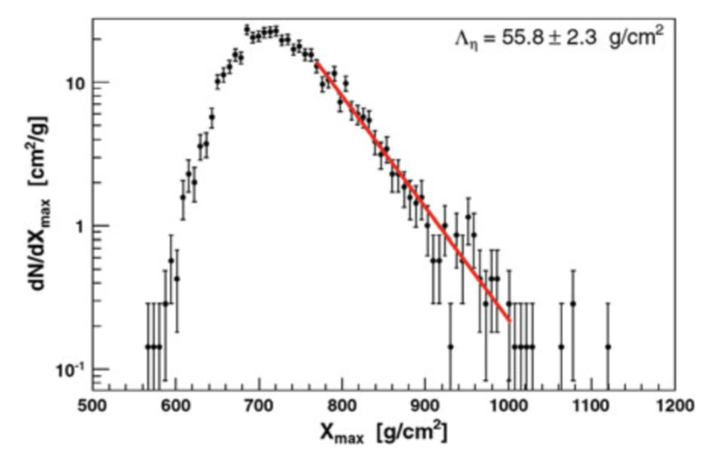 Λη = 55.8 ± 2.3 g/cm²
dN/dXmax [cm²/g]
10
1
10⁻¹
500 600 700 800 900 1000 1100 1200
Xmax [g/cm²]